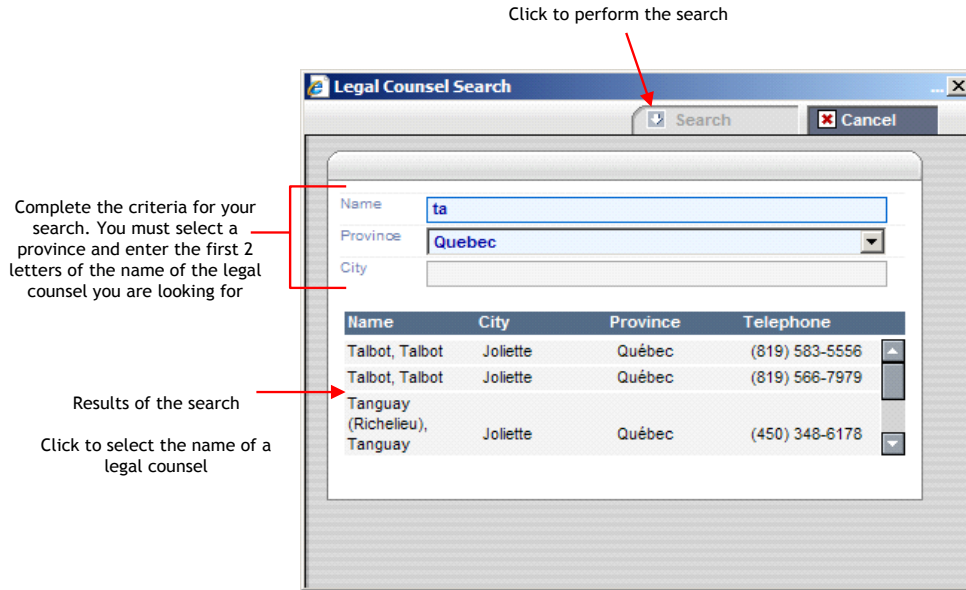 Click to perform the search
Legal Counsel Search
...
Search
Cancel
Complete the criteria for your
search. You must select a
province and enter the first 2
letters of the name of the legal
counsel you are looking for
Name ta
Province Quebec
City
Name City Province Telephone
Talbot, Talbot Joliette Québec (819) 583-5556
Talbot, Talbot Joliette Québec (819) 566-7979
Tanguay
(Richelieu),
Tanguay Joliette Québec (450) 348-6178
Results of the search
Click to select the name of a
legal counsel